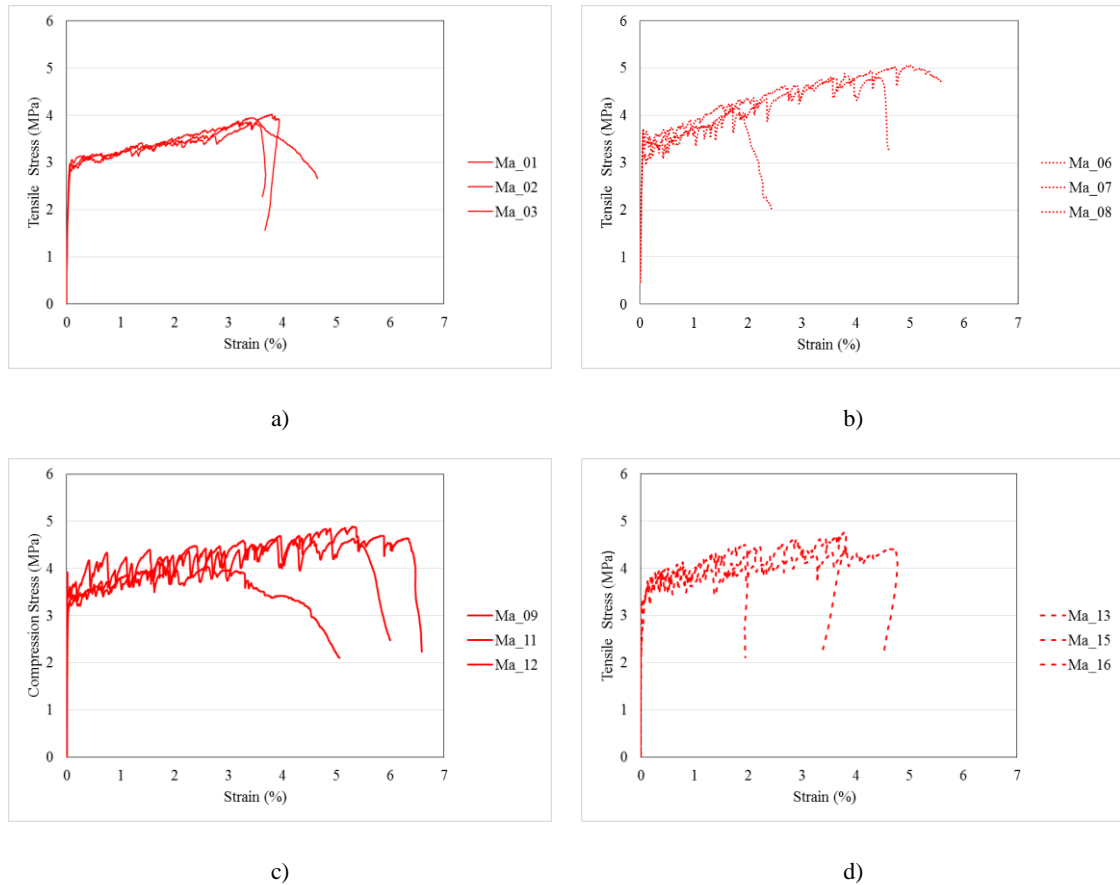 6
5
4
3
2
1
0
Tensile Stress (MPa)
0 1 2 3 4 5 6 7
Strain (%)
Ma_01
Ma_02
Ma_03
a)
6
5
4
3
2
1
0
Tensile Stress (MPa)
0 1 2 3 4 5 6 7
Strain (%)
Ma_06
Ma_07
Ma_08
b)
6
5
4
3
2
1
0
Compression Stress (MPa)
0 1 2 3 4 5 6 7
Strain (%)
Ma_09
Ma_11
Ma_12
c)
6
5
4
3
2
1
0
Tensile Stress (MPa)
0 1 2 3 4 5 6 7
Strain (%)
Ma_13
Ma_15
Ma_16
d)